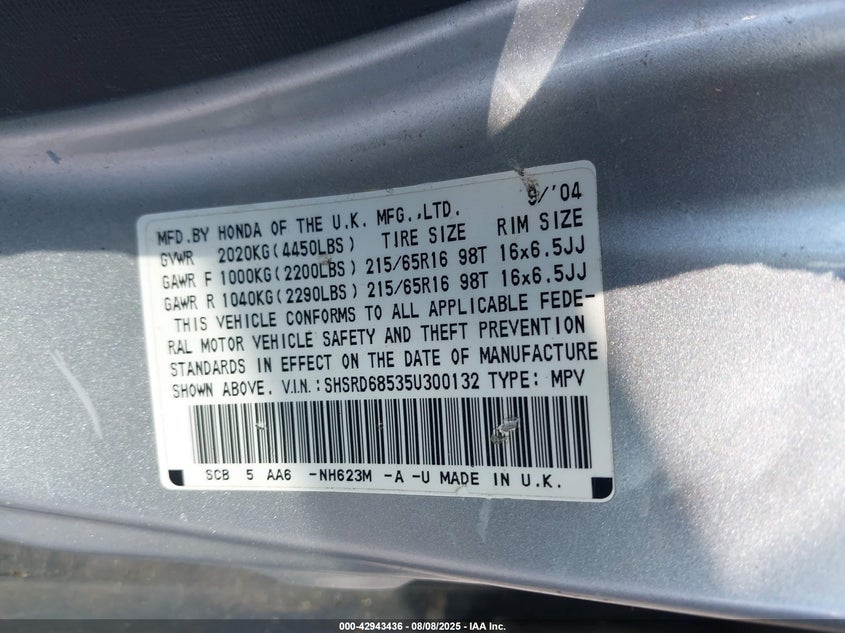 9/'04
MFD.BY HONDA OF THE U.K. MFG.,LTD.
GVWR 2020KG(4450LBS) TIRE SIZE RIM SIZE
GAWR F 1000KG(2200LBS) 215/65R16 98T 16x6.5JJ
GAWR R 1040KG(2290LBS) 215/65R16 98T 16x6.5JJ
THIS VEHICLE CONFORMS TO ALL APPLICABLE FEDE-
RAL MOTOR VEHICLE SAFETY AND THEFT PREVENTION
STANDARDS IN EFFECT ON THE DATE OF MANUFACTURE
SHOWN ABOVE. V.I.N.:SHSRD68535U300132 TYPE: MPV
SCB 5 AA6 -NH623M -A -U MADE IN U.K.
000-42943436 - 08/08/2025 - IAA Inc.